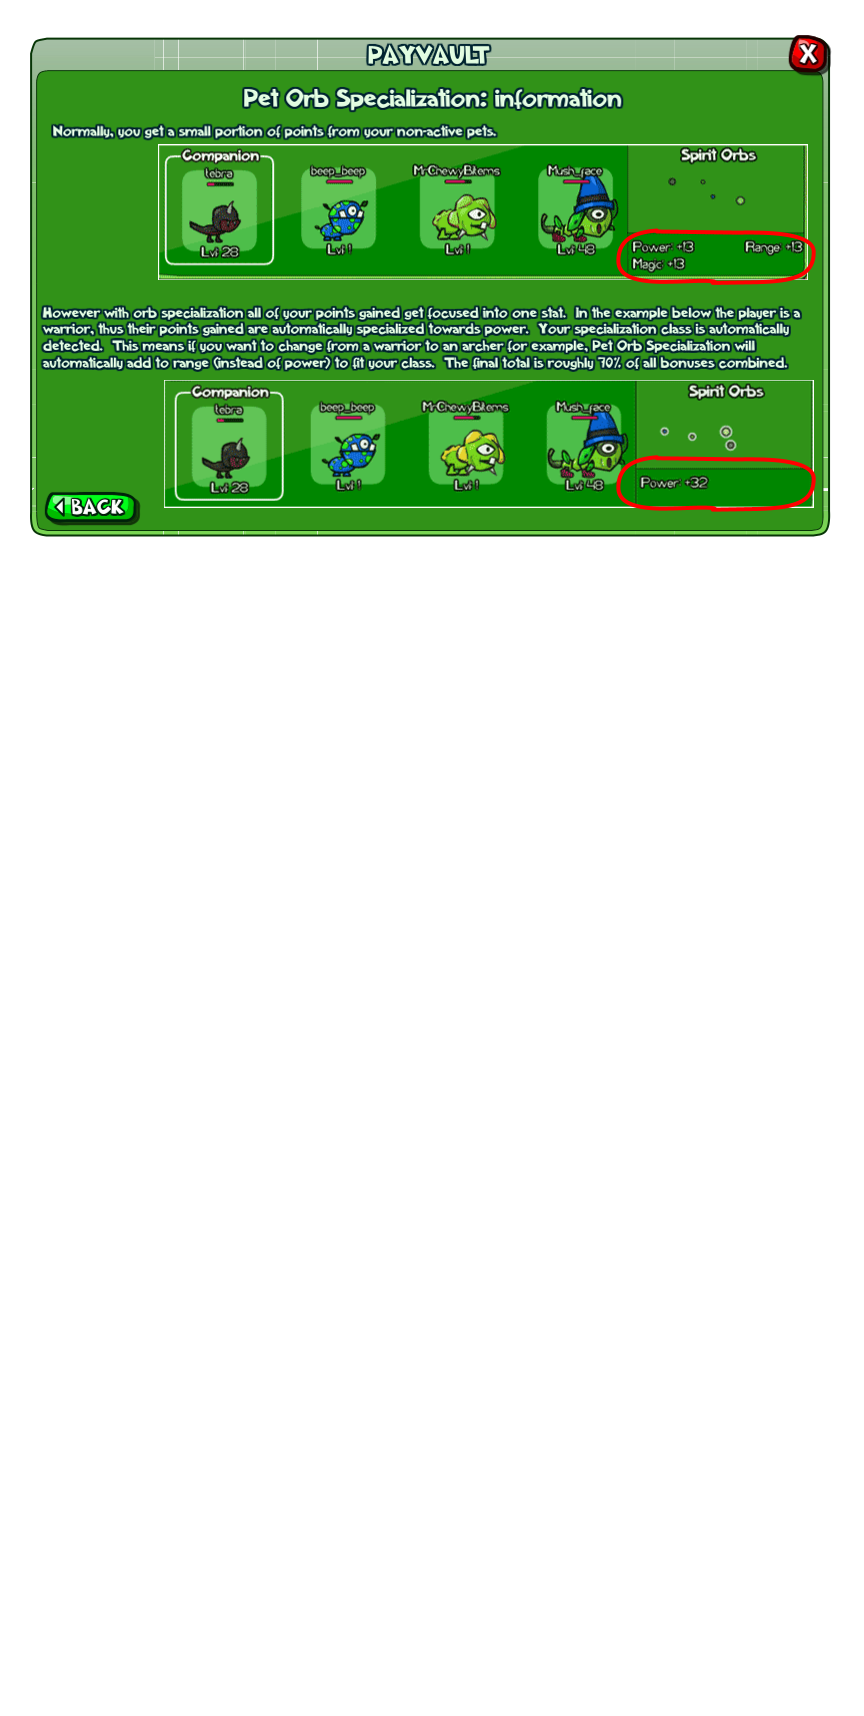 PAYVAULT
X
Pet Orb Specialization: information
Normally, you get a small portion of points from your non-active pets.
Companion
tebra
beep_beep
MrChewyBitems
Mush_face
Spirit Orbs
Lvl 28
Lvl 1
Lvl 1
Lvl 48
Power +13 Range +13
Magic +13
However with orb specialization all of your points gained get focused into one stat. In the example below the player is a
warrior, thus their points gained are automatically specialized towards power. Your specialization class is automatically
detected. This means if you want to change from a warrior to an archer for example, Pet Orb Specialization will
automatically add to range (instead of power) to fit your class. The final total is roughly 70% of all bonuses combined.
Companion
tebra
beep_beep
MrChewyBitems
Mush_face
Spirit Orbs
Lvl 28
Lvl 1
Lvl 1
Lvl 48
Power +32
BACK